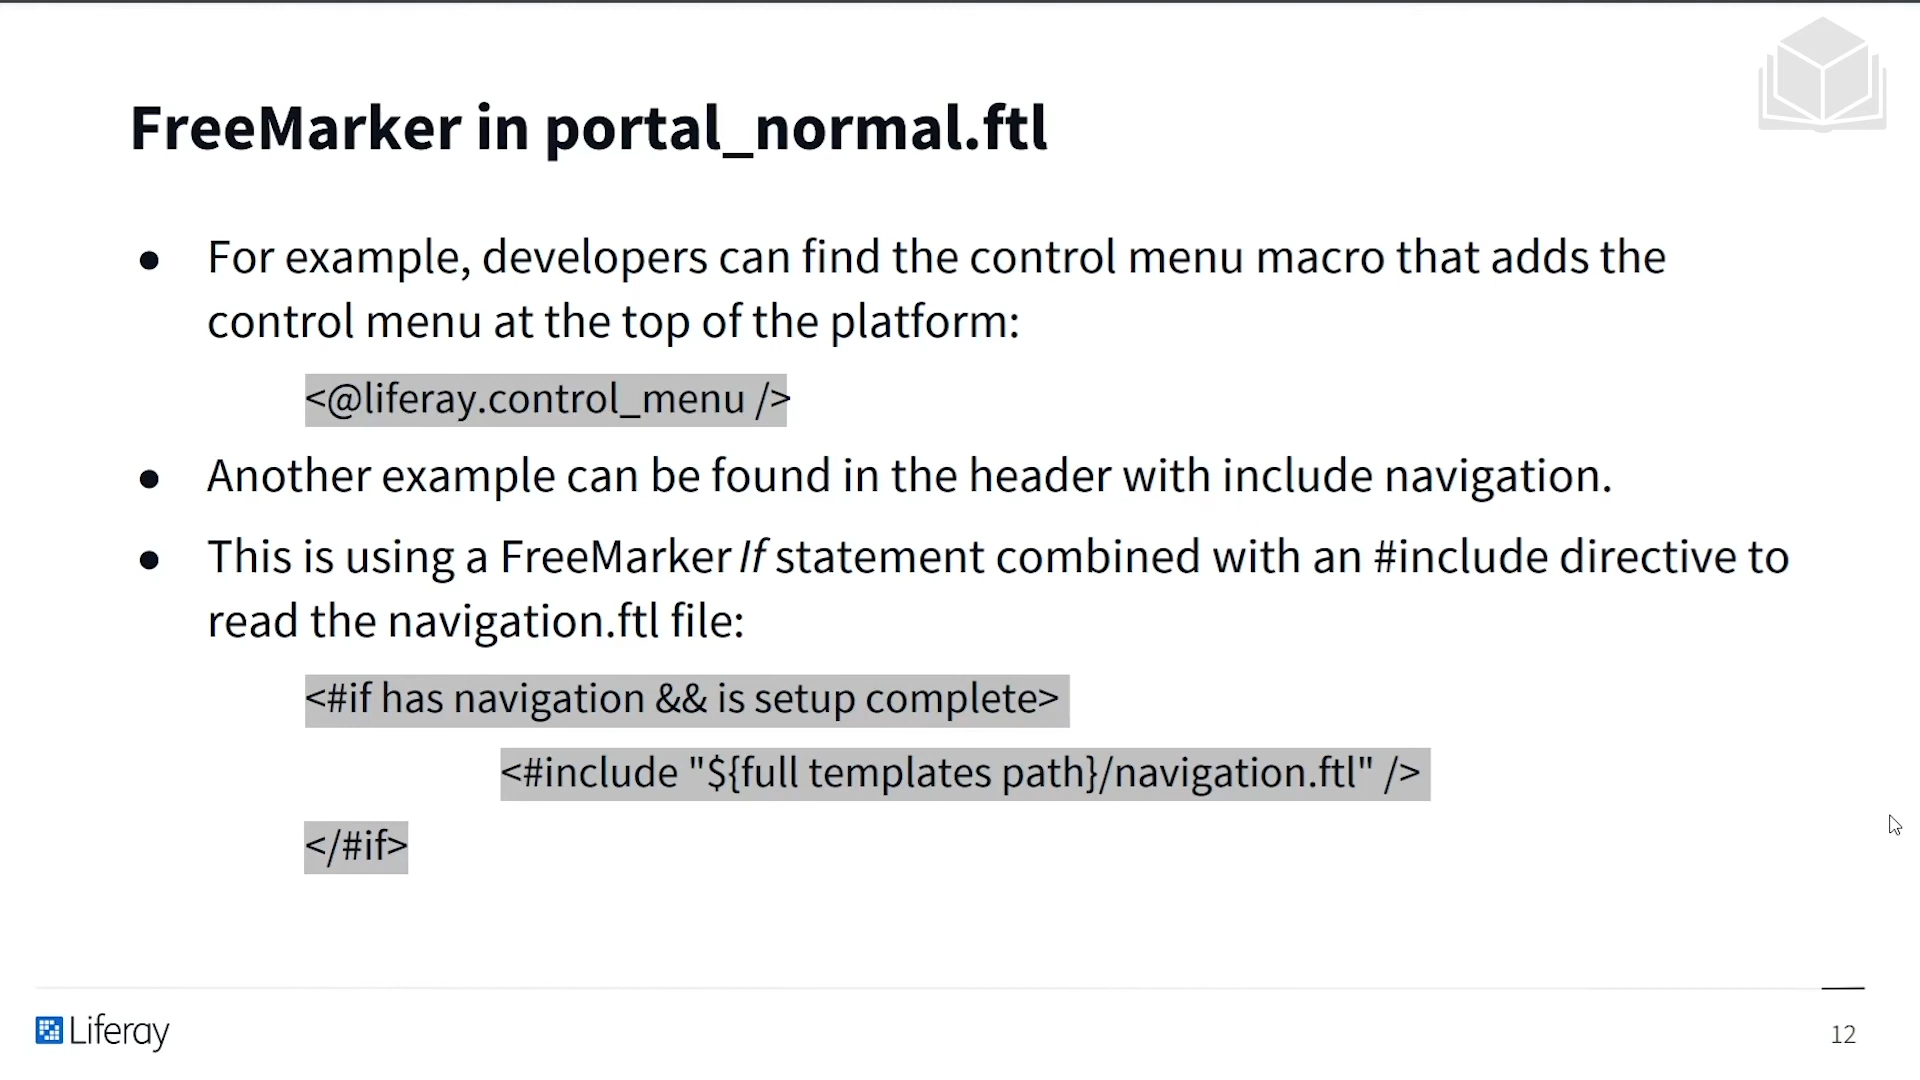 FreeMarker in portal_normal.ftl
● For example, developers can find the control menu macro that adds the
control menu at the top of the platform:
<@liferay.control_menu />
● Another example can be found in the header with include navigation.
● This is using a FreeMarker If statement combined with an #include directive to
read the navigation.ftl file:
<#if has navigation && is setup complete>
<#include "${full templates path}/navigation.ftl" />
</#if>
Liferay
12